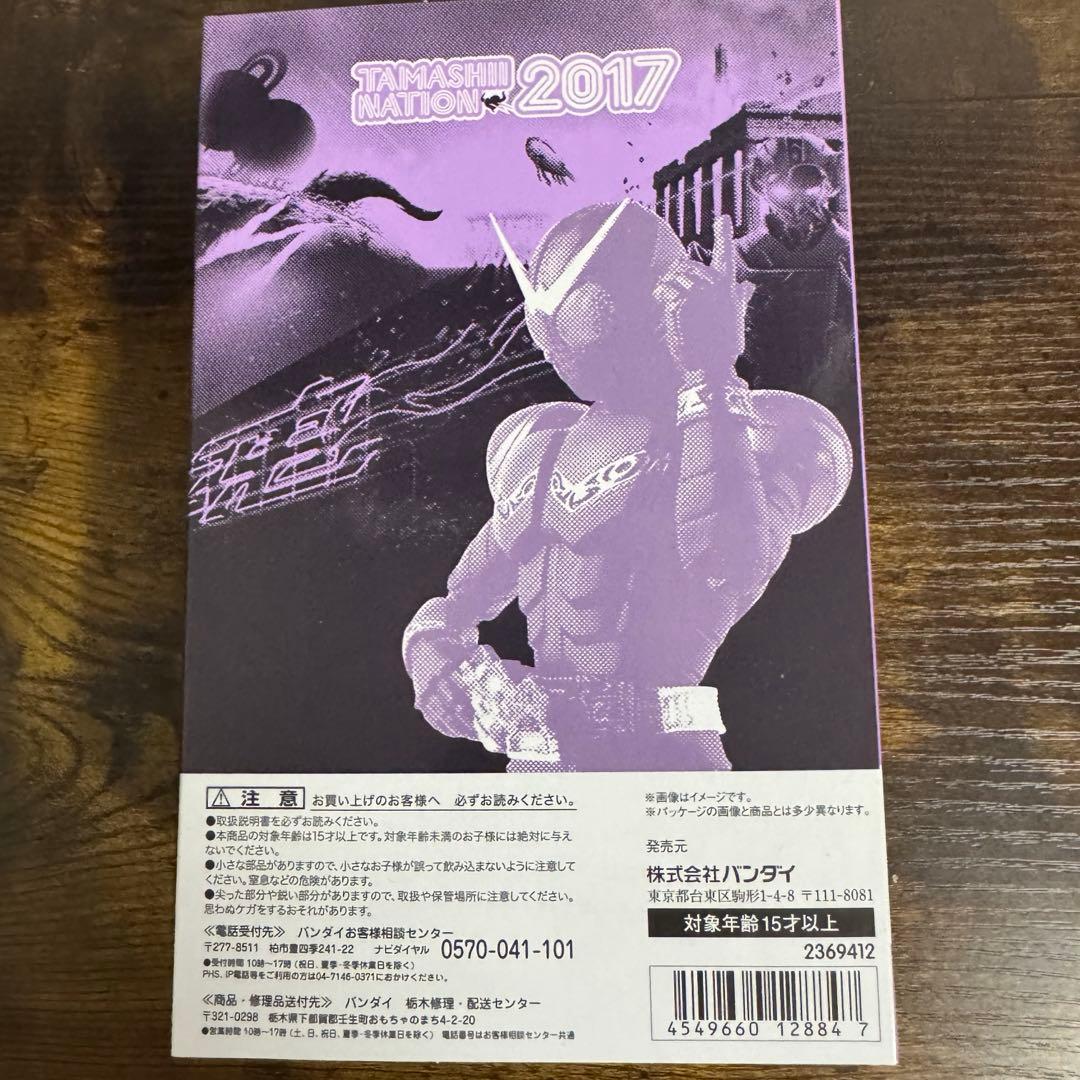 TAMASHII
NATION
2017
注 意
お買い上げのお客様へ 必ずお読みください。
●取扱説明書を必ずお読みください。
●本商品の対象年齢は15才以上です。対象年齢未満のお子様には絶対に与え
ないでください。
●小さな部品がありますので、小さなお子様が誤って飲み込まないように注意して
ください。窒息などの危険があります。
●尖った部分や鋭い部分がありますので、取扱や保管場所に注意してください。
思わぬケガをするおそれがあります。
≪電話受付先≫ バンダイお客様相談センター
〒277-8511 柏市豊四季241-22 ナビダイヤル 0570-041-101
●受付時間 10時～17時 (祝日、夏季・冬季休業日を除く)
PHS、IP電話等をご利用の方は04-7146-0371におかけください。
≪商品・修理品送付先≫ バンダイ 栃木修理・配送センター
〒321-0298 栃木県下都賀郡壬生町おもちゃのまち4-2-20
●営業時間 10時～17時 (土、日、祝日、夏季・冬季休業日を除く) 電話番号はお客様相談センター共通
※画像はイメージです。
※パッケージの画像と商品とは多少異なります。
発売元
株式会社バンダイ
東京都台東区駒形1-4-8 〒111-8081
対象年齢15才以上
2369412
4549660 128847